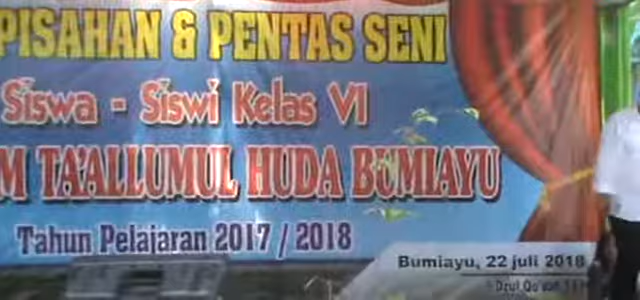 PISAHAN & PENTAS SENI
Siswa - Siswi Kelas VI
M TA'ALLUMUL HUDA BUMIAYU
Tahun Pelajaran 2017 / 2018
Bumiayu, 22 juli 2018